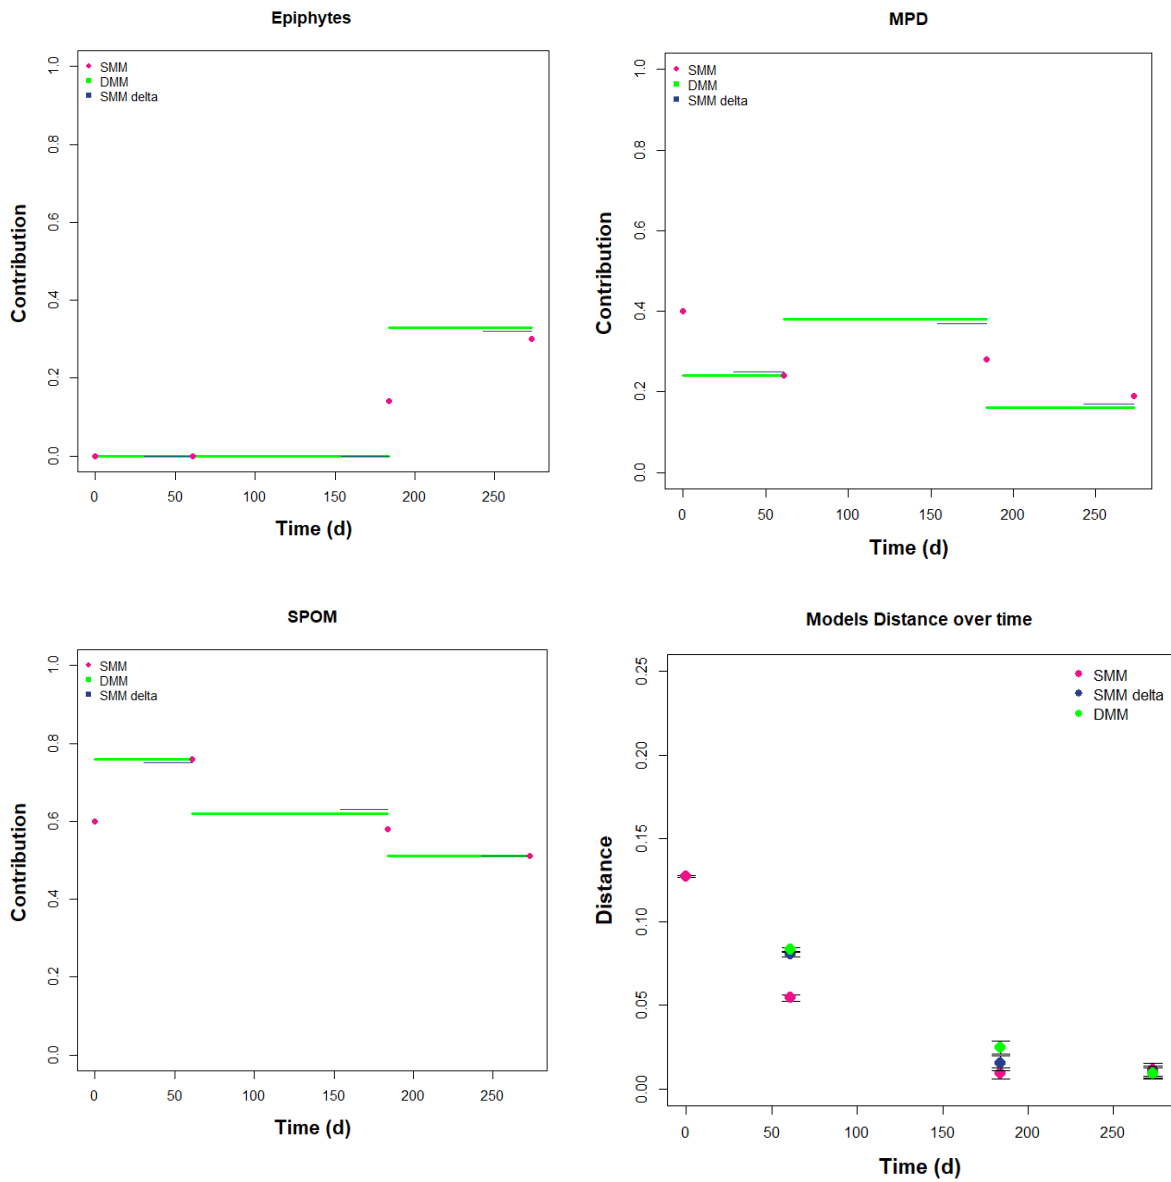 Epiphytes
SMM
DMM
SMM delta
Contribution
0.0 0.2 0.4 0.6 0.8 1.0
0 50 100 150 200 250
Time (d)
MPD
SMM
DMM
SMM delta
Contribution
0.0 0.2 0.4 0.6 0.8 1.0
0 50 100 150 200 250
Time (d)
SPOM
SMM
DMM
SMM delta
Contribution
0.0 0.2 0.4 0.6 0.8 1.0
0 50 100 150 200 250
Time (d)
Models Distance over time
SMM
SMM delta
DMM
Distance
0.00 0.05 0.10 0.15 0.20 0.25
0 50 100 150 200 250
Time (d)